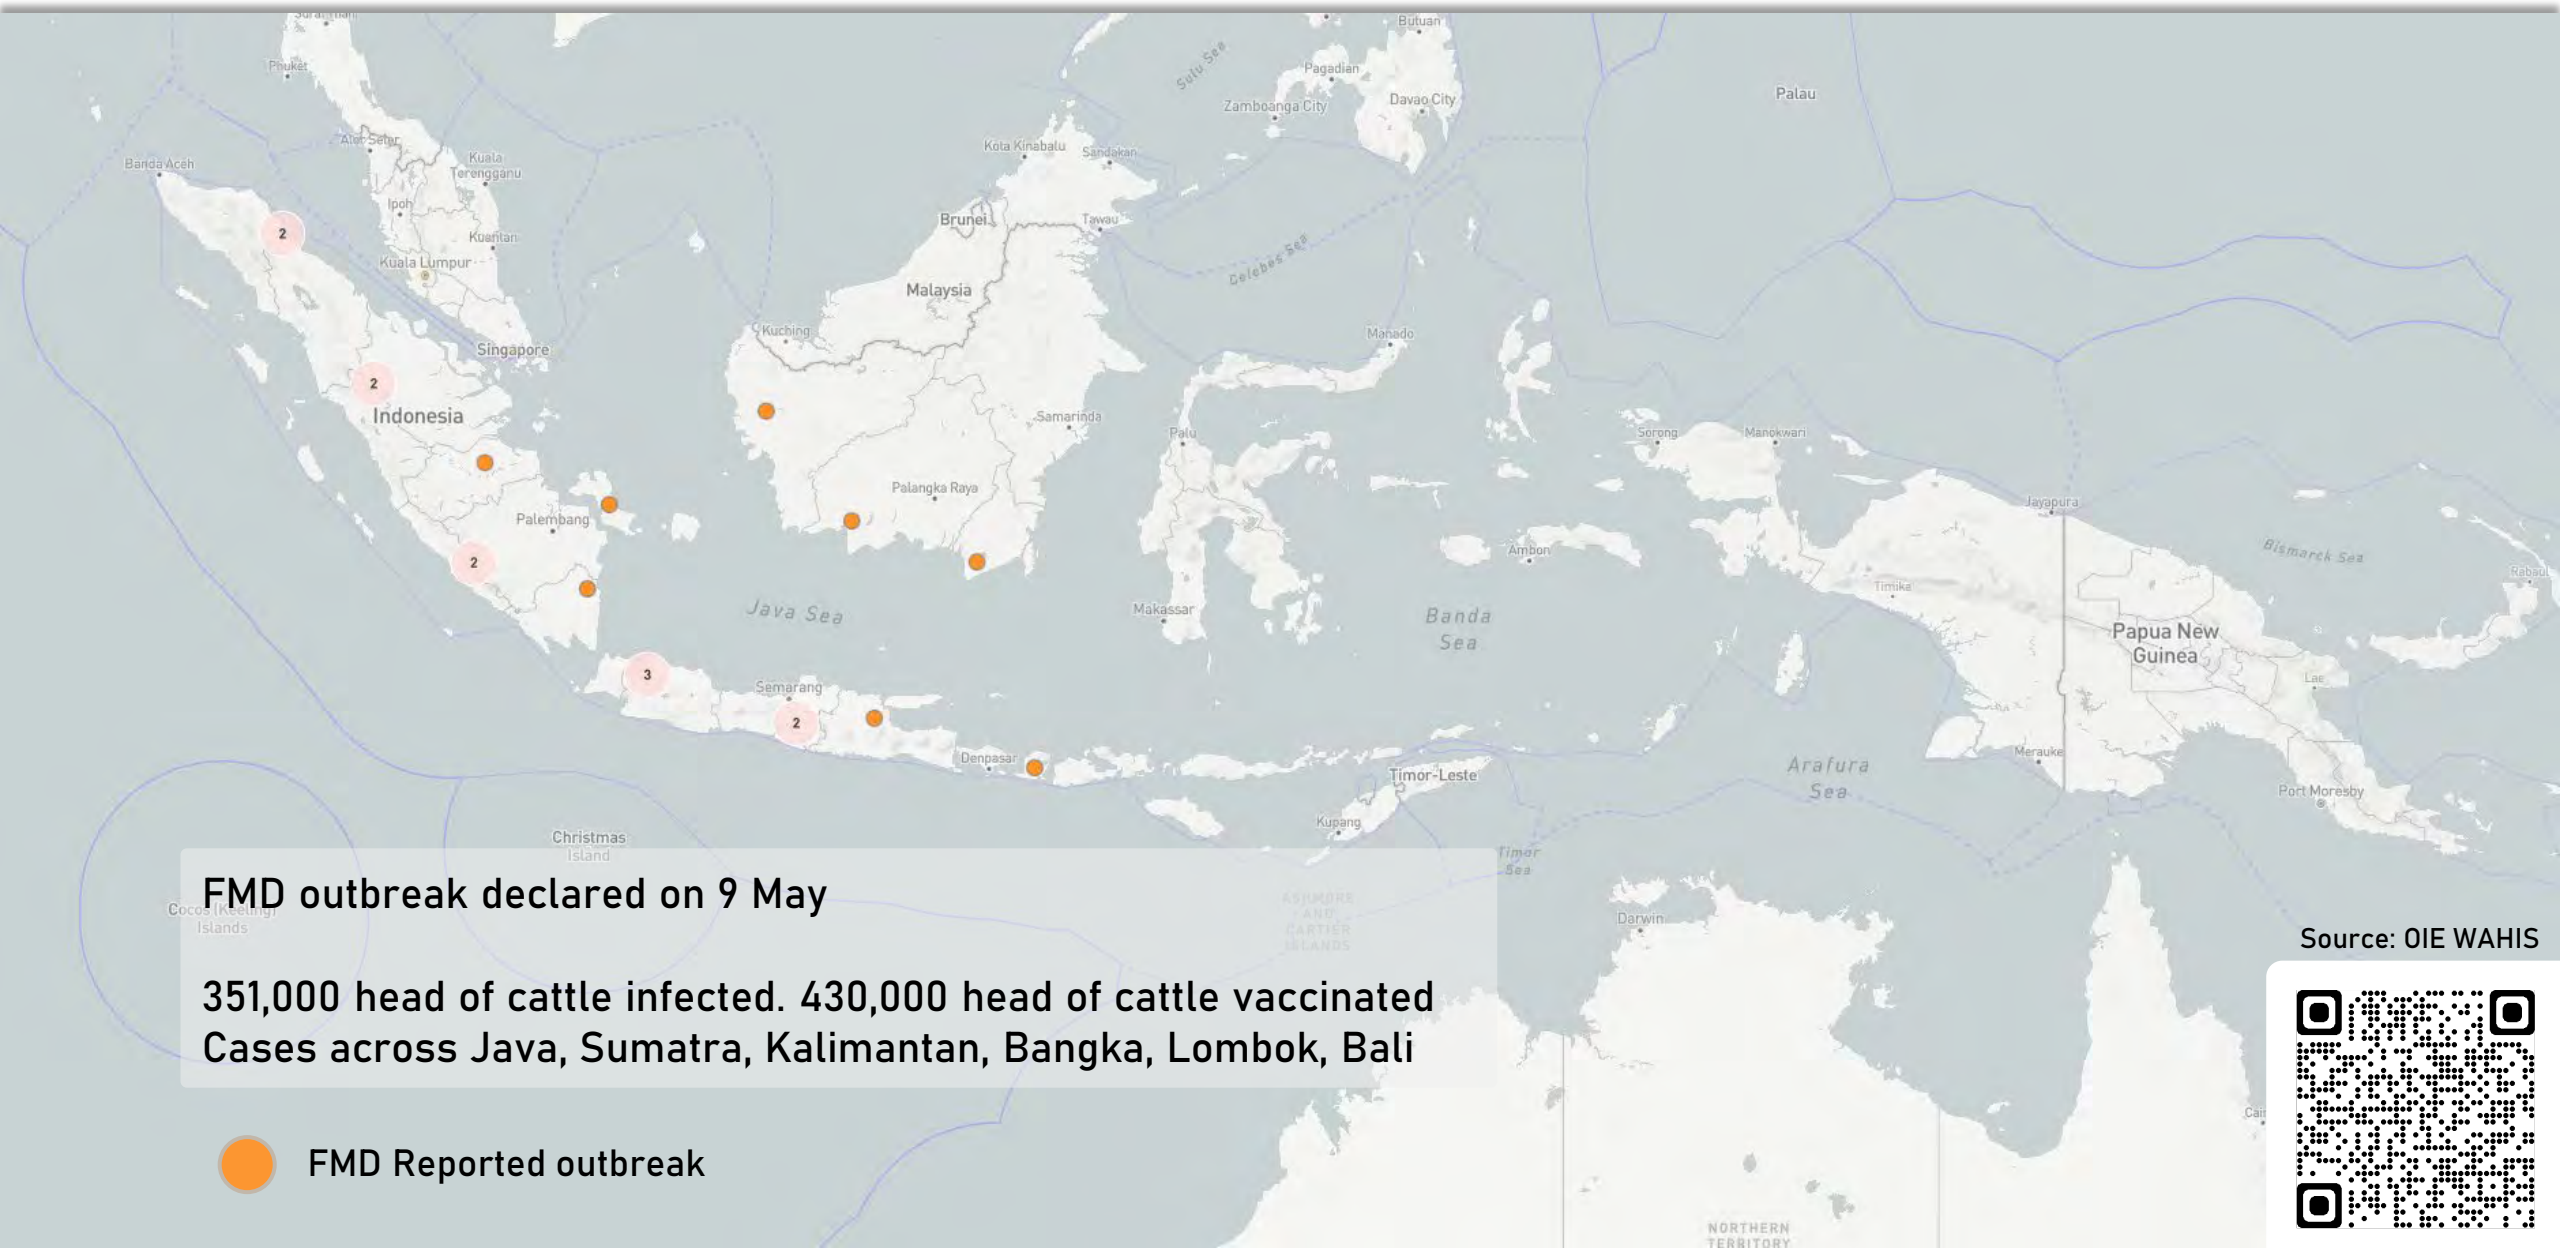 Surat Thani
Butuan
Phuket
Sulu Sea
Pagadian
Zamboanga City
Davao City
Palau
Alor Setar
Banda Aceh
Kuala
Terengganu
Kota Kinabalu
Sandakan
Ipoh
2
Kuantan
Brunei
Tawau
Kuala Lumpur
Celebes Sea
Malaysia
Kuching
Manado
Singapore
2
Indonesia
Samarinda
Palu
Sorong
Manokwari
Palangka Raya
Jayapura
Palembang
Ambon
Bismarck Sea
2
Rabaul
Timika
Java Sea
Makassar
Banda
Sea
Papua New
Guinea
3
Semarang
Lae
2
Denpasar
Merauke
Timor-Leste
Arafura
Sea
Port Moresby
Kupang
Christmas
Island
Timor
Sea
FMD outbreak declared on 9 May
Cocos (Keeling)
Islands
ASHMORE
AND
CARTIER
ISLANDS
Darwin
Source: OIE WAHIS
351,000 head of cattle infected. 430,000 head of cattle vaccinated
Cases across Java, Sumatra, Kalimantan, Bangka, Lombok, Bali
Cai
FMD Reported outbreak
NORTHERN
TERRITORY